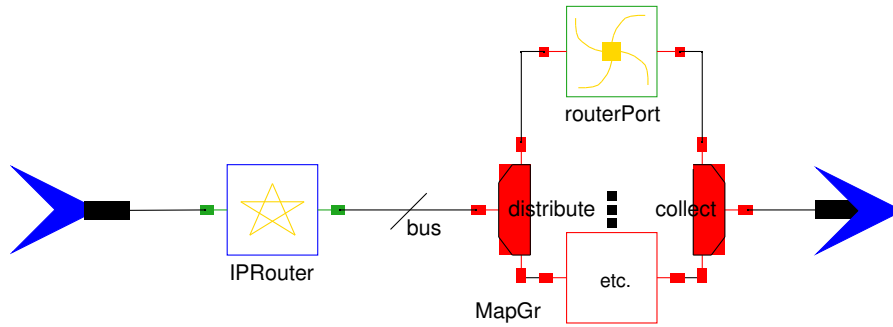 routerPort
distribute
collect
bus
IPRouter
etc.
MapGr